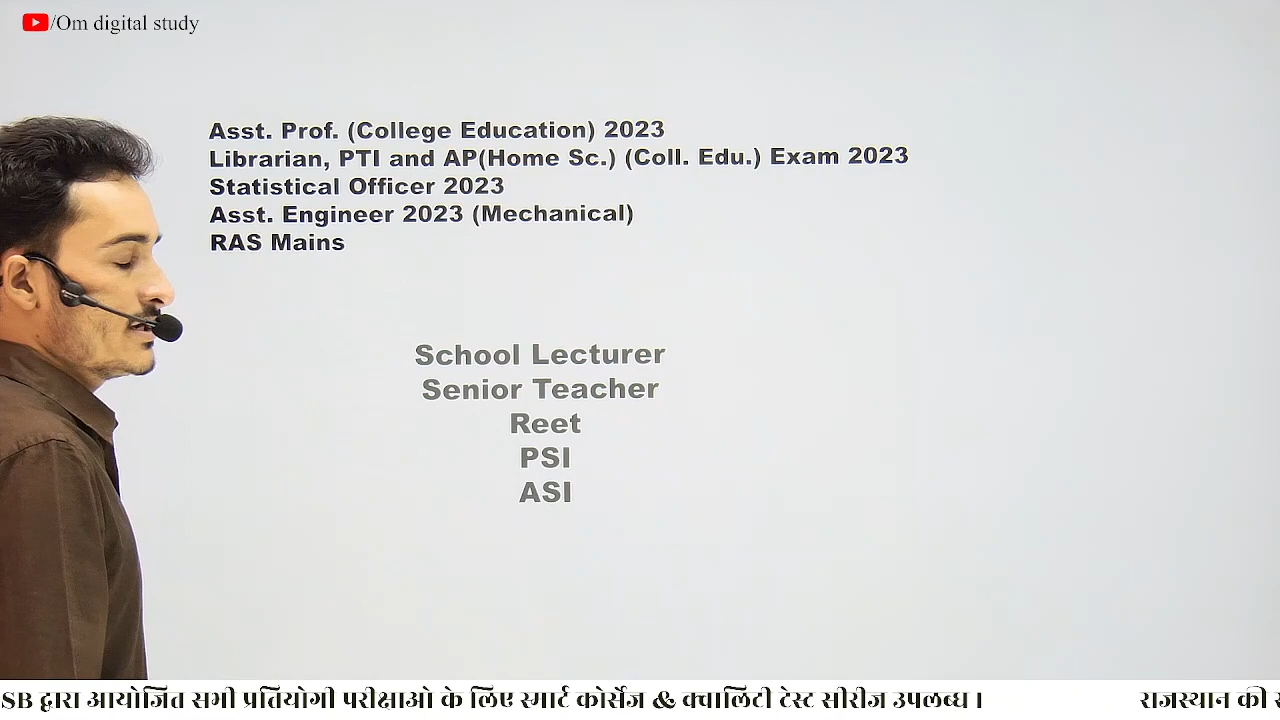 /Om digital study
Asst. Prof. (College Education) 2023
Librarian, PTI and AP(Home Sc.) (Coll. Edu.) Exam 2023
Statistical Officer 2023
Asst. Engineer 2023 (Mechanical)
RAS Mains
School Lecturer
Senior Teacher
Reet
PSI
ASI
SB द्वारा आयोजित सभी प्रतियोगी परीक्षाओ के लिए स्मार्ट कोर्सेज & क्वालिटी टेस्ट सीरीज उपलब्ध । राजस्थान की